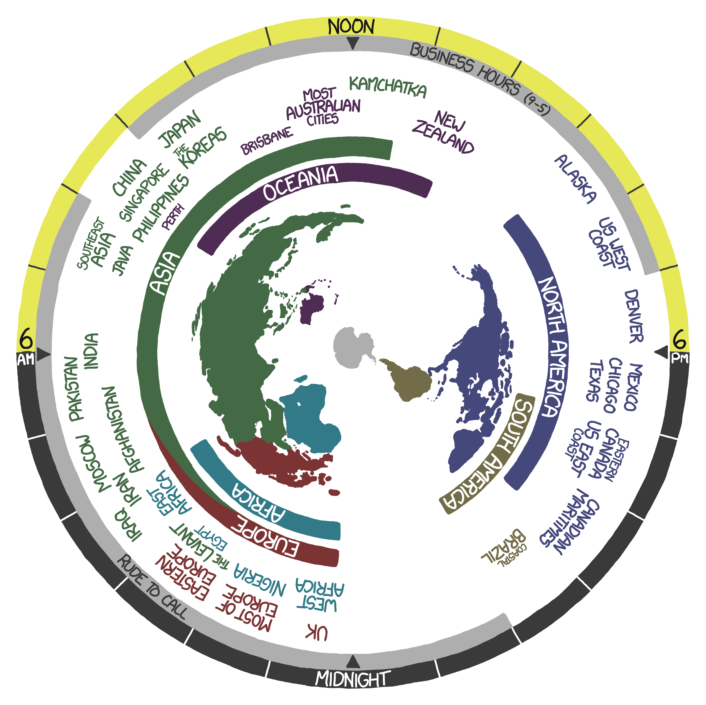 NOON
BUSINESS HOURS (9-5)
KAMCHATKA
MOST
AUSTRALIAN
CITIES
BRISBANE
NEW
ZEALAND
JAPAN
THE
KOREAS
CHINA
SINGAPORE
PHILIPPINES
PERTH
SOUTHEAST
ASIA
JAVA
OCEANIA
ASIA
ALASKA
US WEST
COAST
DENVER
NORTH AMERICA
6
AM
6
PM
INDIA
PAKISTAN
AFGHANISTAN
MOSCOW
IRAN
IRAQ
MEXICO
CHICAGO
TEXAS
EASTERN
CANADA
US EAST
COAST
CANADIAN
MARITIMES
SOUTH AMERICA
COASTAL
BRAZIL
EAST
AFRICA
AFRICA
EUROPE
EGYPT
THE LEVANT
EASTERN
EUROPE
NIGERIA
MOST OF
EUROPE
WEST
AFRICA
UK
RUDE TO CALL
MIDNIGHT